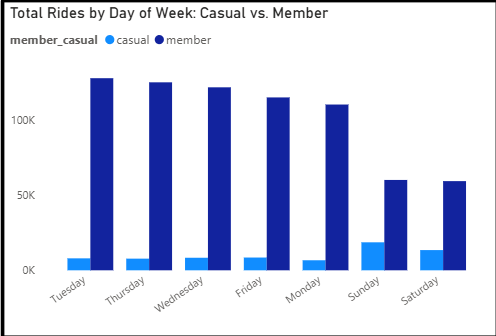 Total Rides by Day of Week: Casual vs. Member
member_casual casual member
100K
50K
0K
Tuesday Thursday Wednesday Friday Monday Sunday Saturday